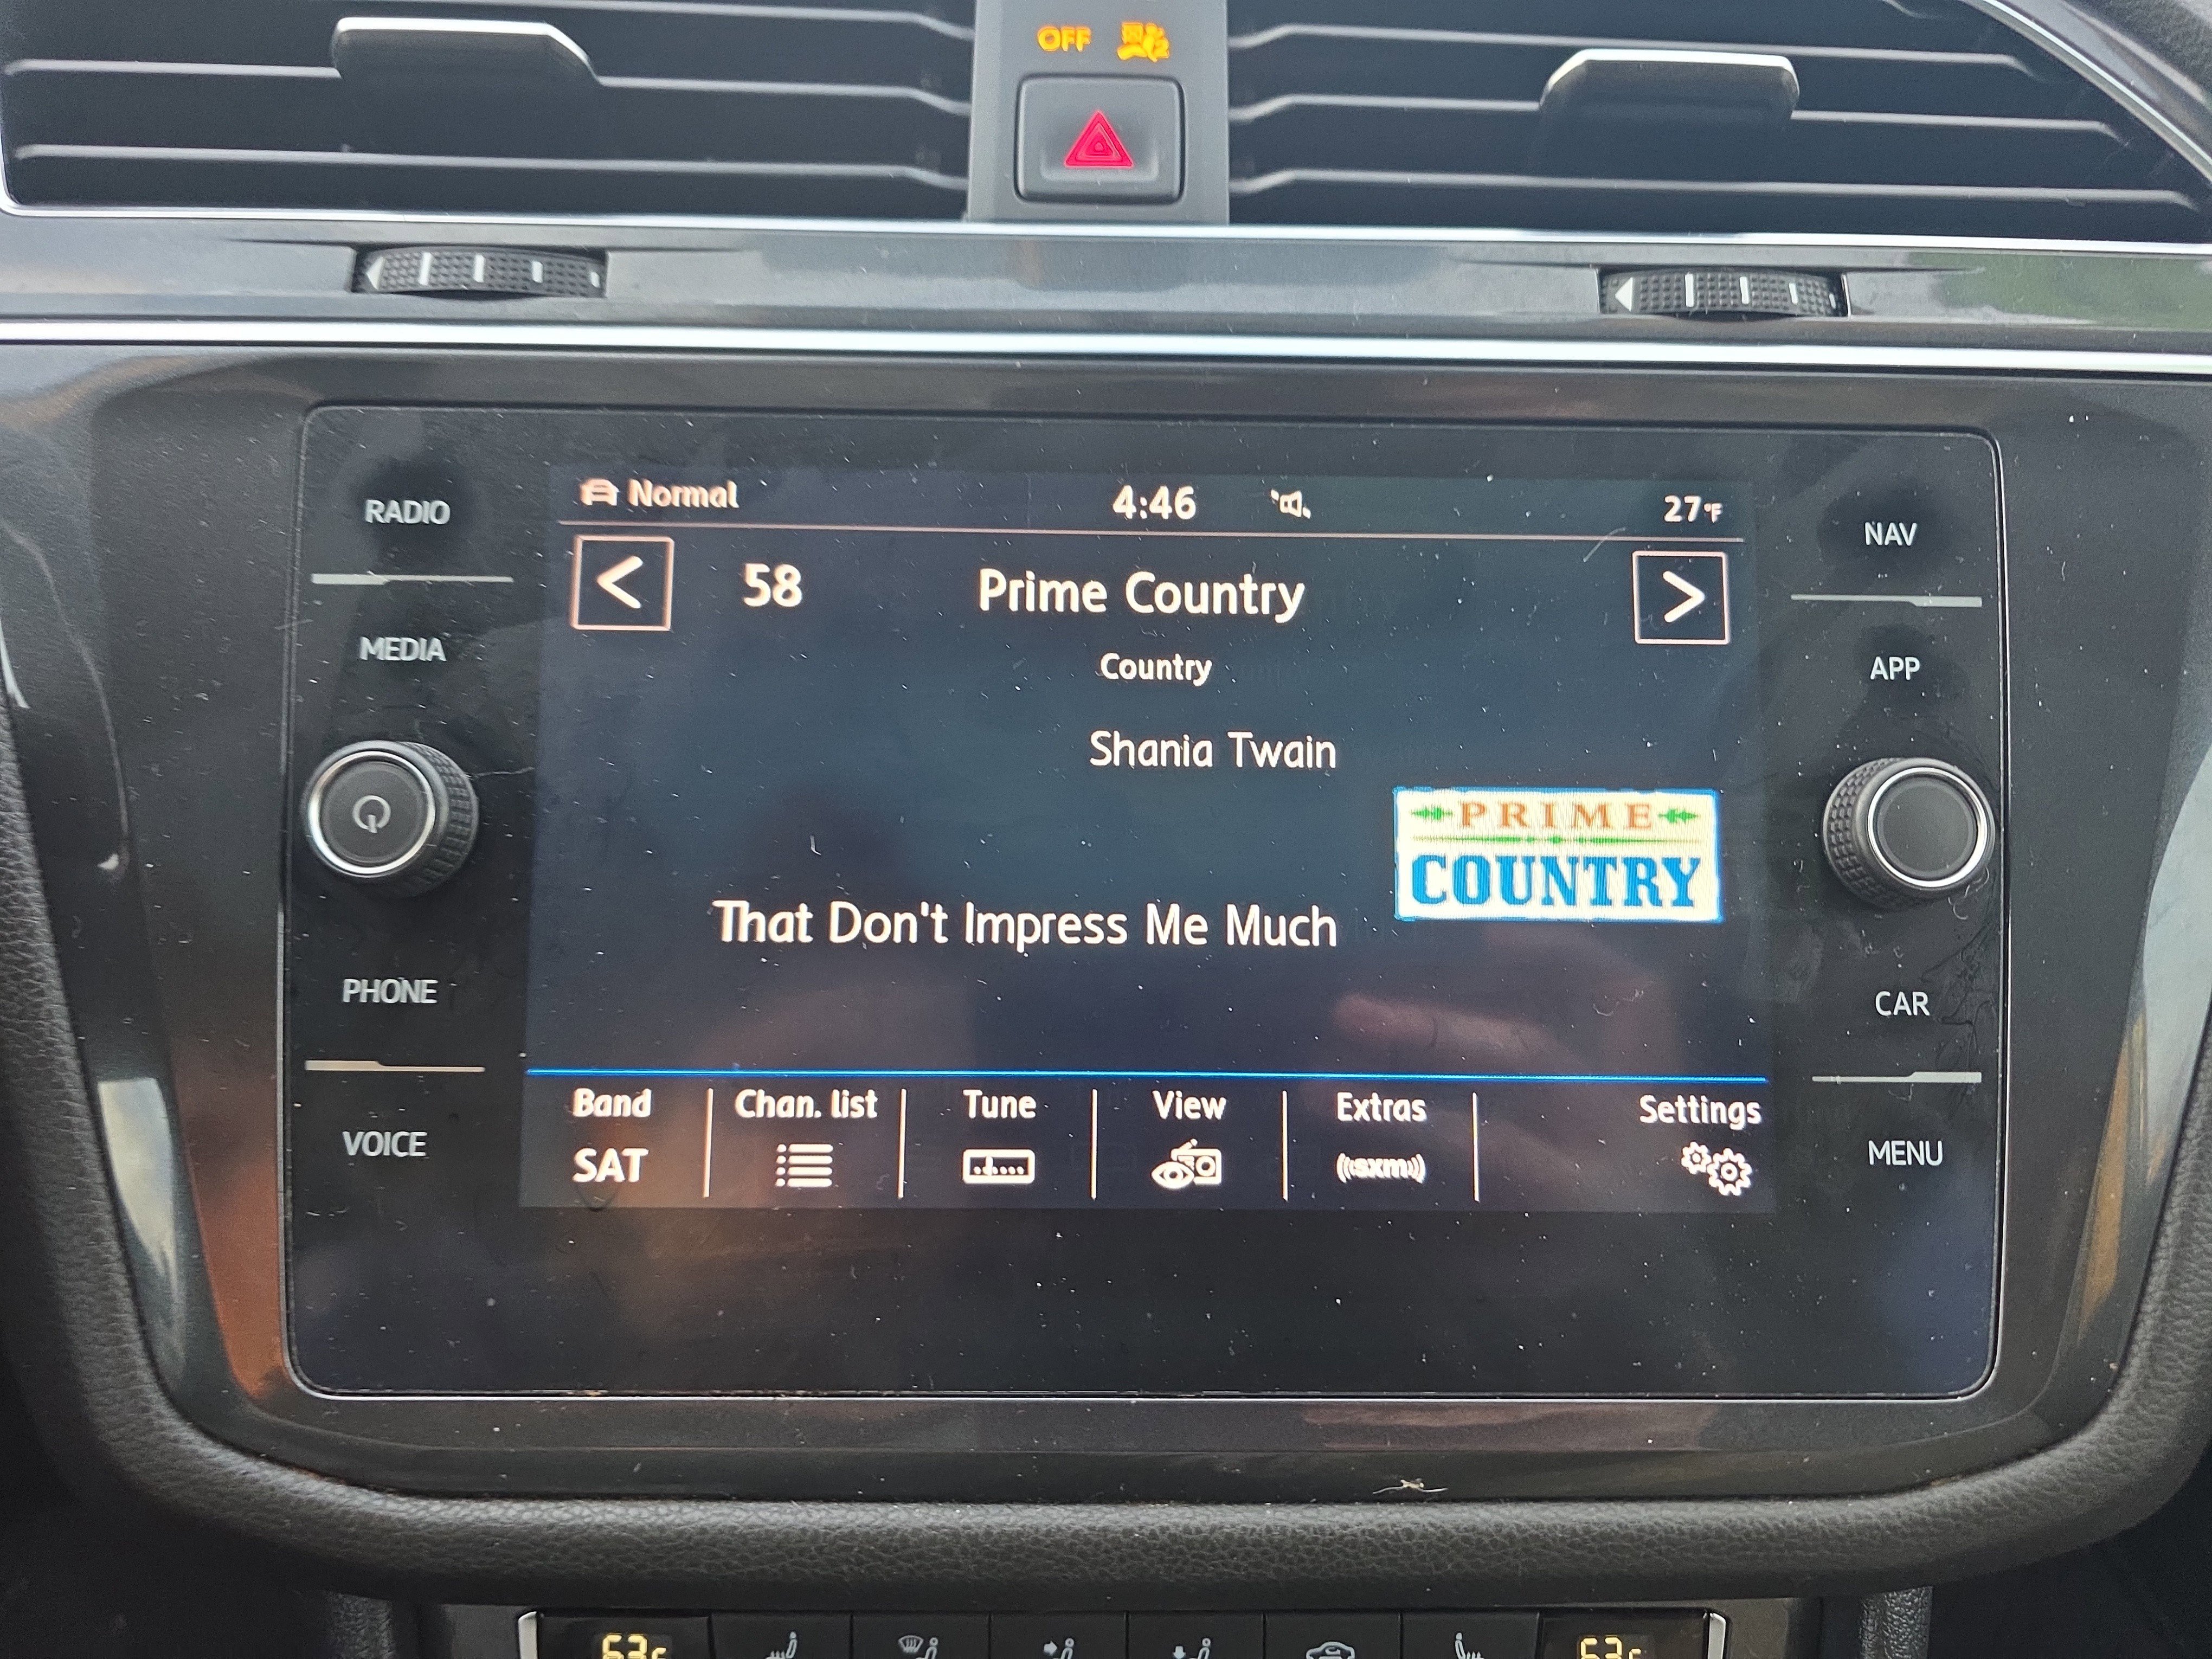 OFF
RADIO
MEDIA
PHONE
VOICE
Normal
4:46
27°F
58
Prime Country
Country
Shania Twain
PRIME
COUNTRY
That Don't Impress Me Much
Band
SAT
Chan. list
Tune
View
Extras
((sxm))
Settings
NAV
APP
CAR
MENU